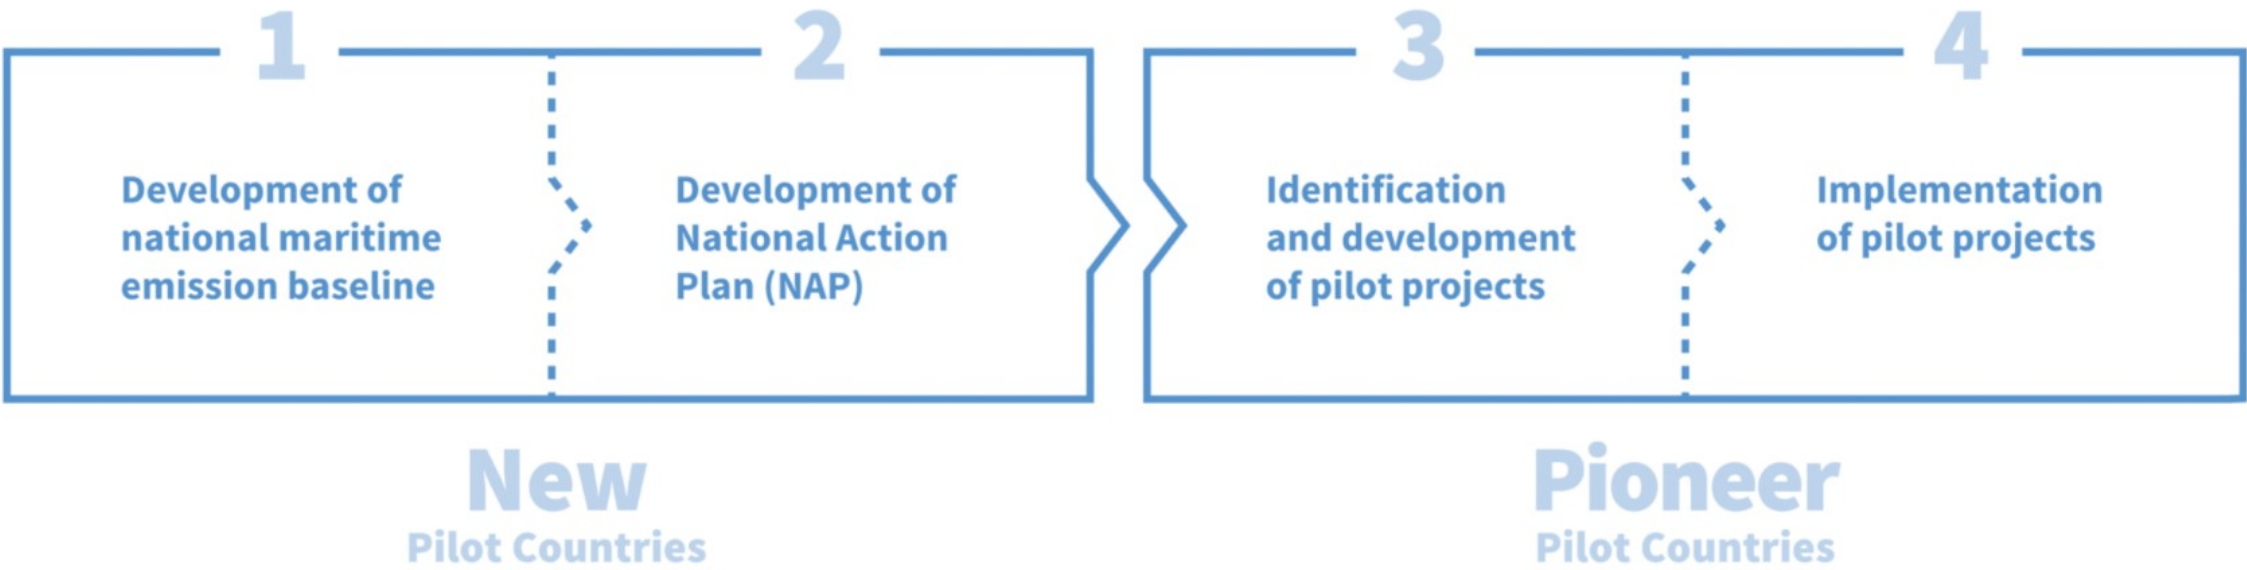 1
Development of
national maritime
emission baseline
2
Development of
National Action
Plan (NAP)
3
Identification
and development
of pilot projects
4
Implementation
of pilot projects
New
Pilot Countries
Pioneer
Pilot Countries